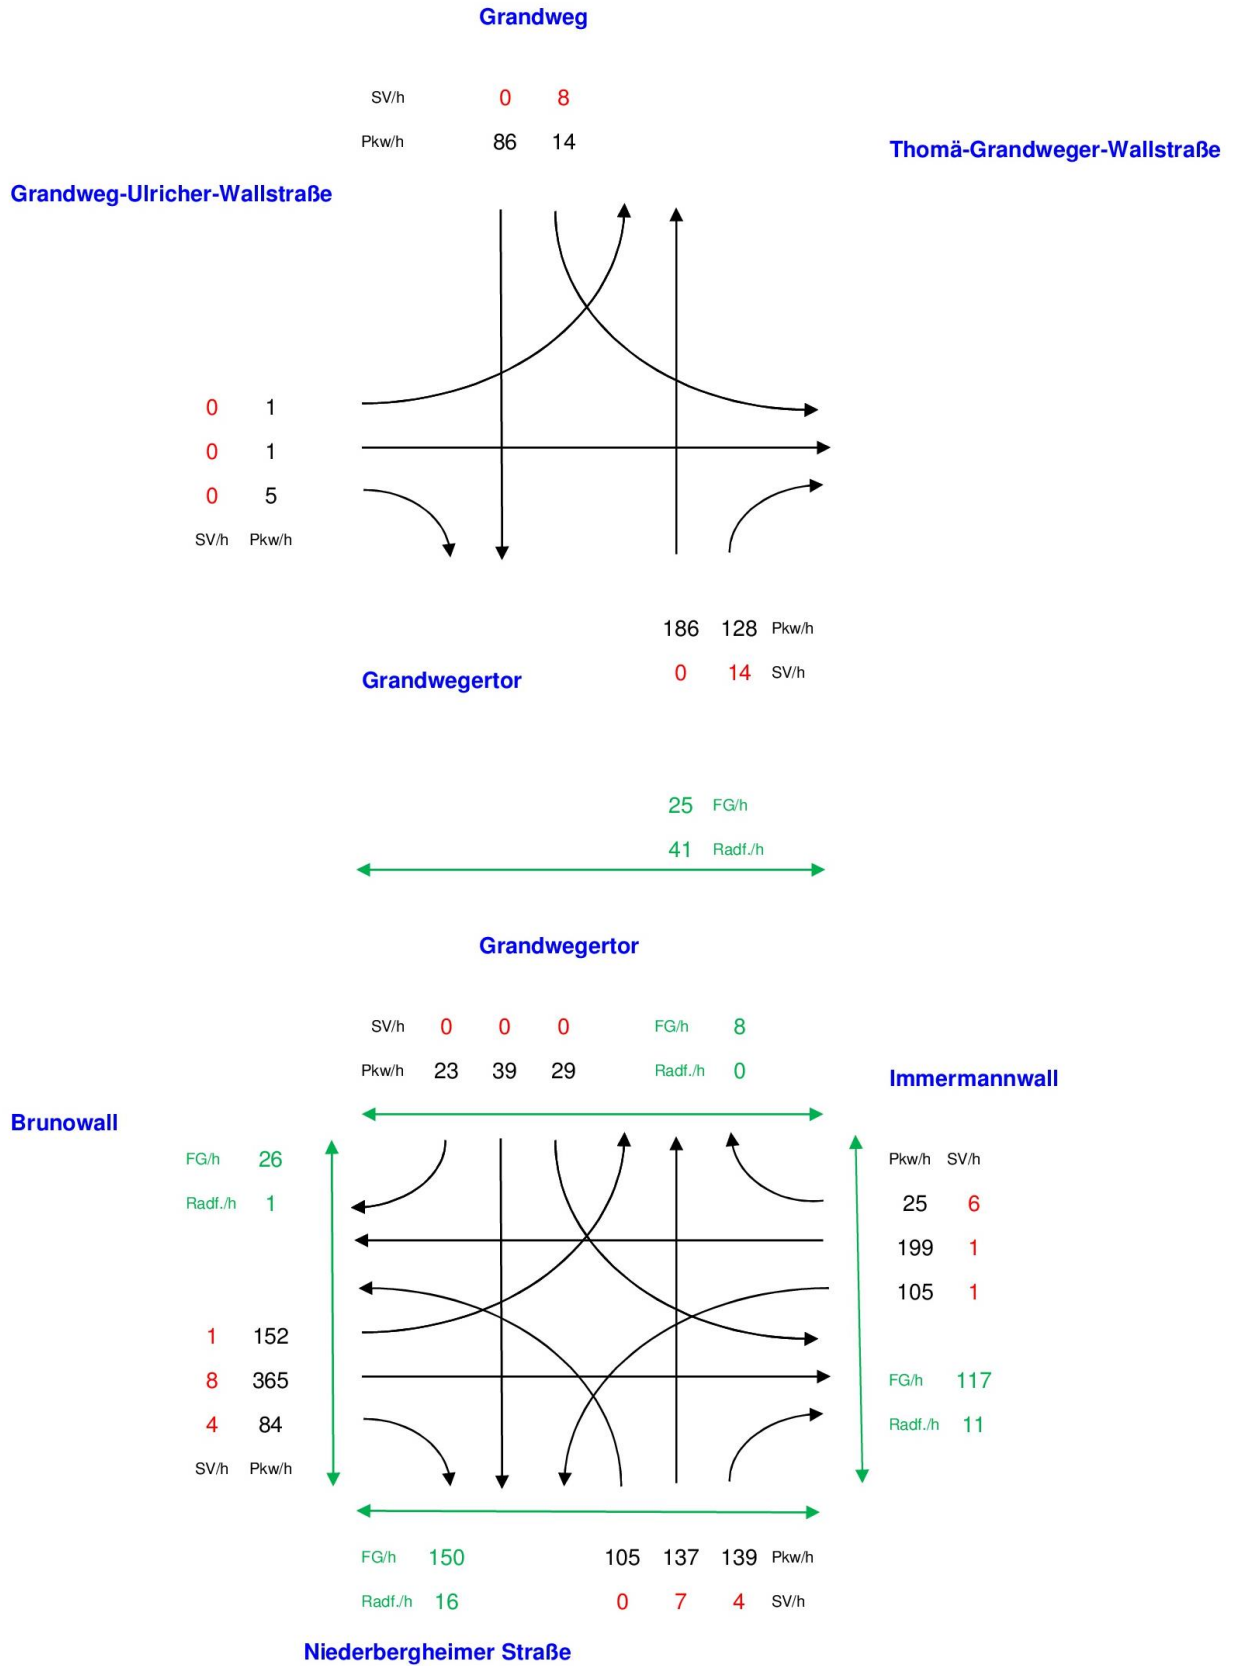 Grandweg
SV/h 0 8
Pkw/h 86 14
Thomä-Grandweger-Wallstraße
Grandweg-Ulricher-Wallstraße
0 1
0 1
0 5
SV/h Pkw/h
186 128 Pkw/h
0 14 SV/h
Grandwegertor
25 FG/h
41 Radf./h
Grandwegertor
SV/h 0 0 0 FG/h 8
Pkw/h 23 39 29 Radf./h 0
Immermannwall
Brunowall
FG/h 26
Radf./h 1
Pkw/h SV/h
25 6
199 1
105 1
1 152
8 365
4 84
SV/h Pkw/h
FG/h 117
Radf./h 11
FG/h 150
Radf./h 16
105 137 139 Pkw/h
0 7 4 SV/h
Niederbergheimer Straße